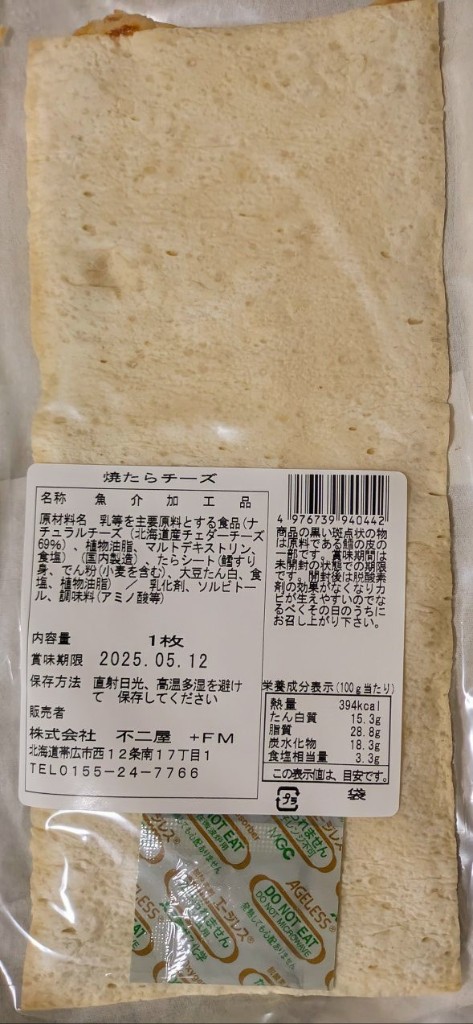 焼たらチーズ
名称 魚介加工品
原材料名 乳等を主要原料とする食品(ナ
チュラルチーズ(北海道産チェダーチーズ
69%)、植物油脂、マルトデキストリン、
食塩)(国内製造)、たらシート(鱈すり
身、でん粉(小麦を含む)、大豆たん白、食
塩、植物油脂)/乳化剤、ソルビトー
ル、調味料(アミノ酸等)
内容量 1枚
賞味期限 2025.05.12
保存方法 直射日光、高温多湿を避け
て 保存してください
販売者
株式会社 不二屋 +FM
北海道帯広市西12条南17丁目1
TEL0155-24-7766
4 976739 940442
商品の黒い斑点状の物
は原料である鱈の皮の
一部です。賞味期間は
未開封の状態での期限
です。開封後は脱酸素
剤の効果がなくなりカ
ビが生えやすいのでな
るべくその日のうちに
お召し上がり下さい。
栄養成分表示(100g当たり)
熱量 394kcal
たん白質 15.3g
脂質 28.8g
炭水化物 18.3g
食塩相当量 3.3g
この表示値は、目安です。
プラ 袋
NOT EAT
MGC
エージレス®
AGELESS®
DO NOT EAT
DO NOT MICROWAVE